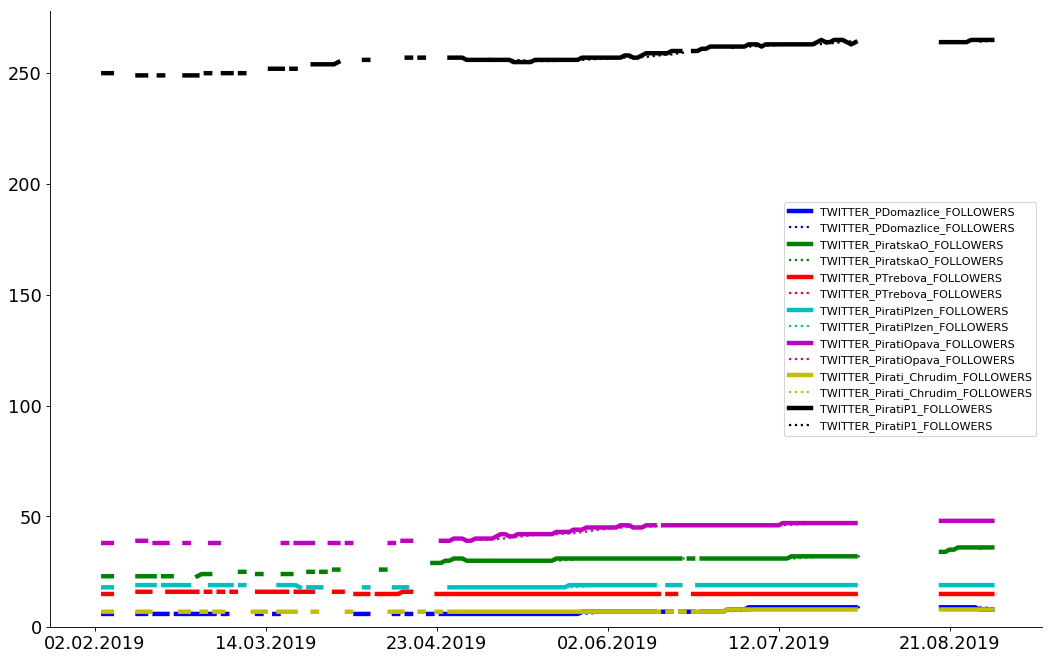 250
200
150
100
50
0
02.02.2019 14.03.2019 23.04.2019 02.06.2019 12.07.2019 21.08.2019
TWITTER_PDomazlice_FOLLOWERS
TWITTER_PDomazlice_FOLLOWERS
TWITTER_PiratskaO_FOLLOWERS
TWITTER_PiratskaO_FOLLOWERS
TWITTER_PTrebova_FOLLOWERS
TWITTER_PTrebova_FOLLOWERS
TWITTER_PiratiPlzen_FOLLOWERS
TWITTER_PiratiPlzen_FOLLOWERS
TWITTER_PiratiOpava_FOLLOWERS
TWITTER_PiratiOpava_FOLLOWERS
TWITTER_Pirati_Chrudim_FOLLOWERS
TWITTER_Pirati_Chrudim_FOLLOWERS
TWITTER_PiratiP1_FOLLOWERS
TWITTER_PiratiP1_FOLLOWERS